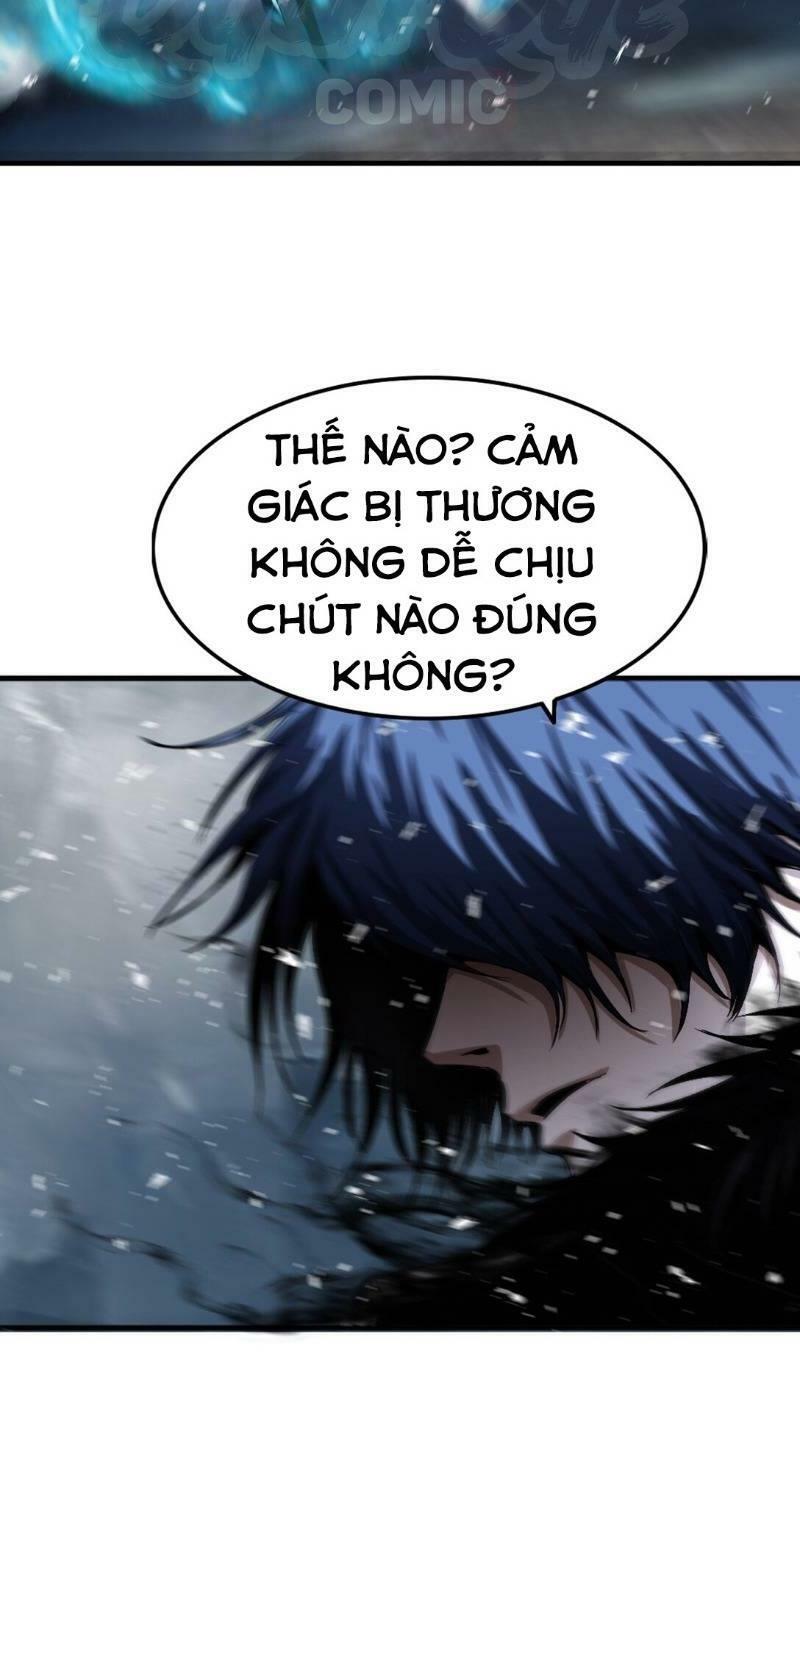 COMIC
THẾ NÀO? CẢM
GIÁC BỊ THƯƠNG
KHÔNG DỄ CHỊU
CHÚT NÀO ĐÚNG
KHÔNG?